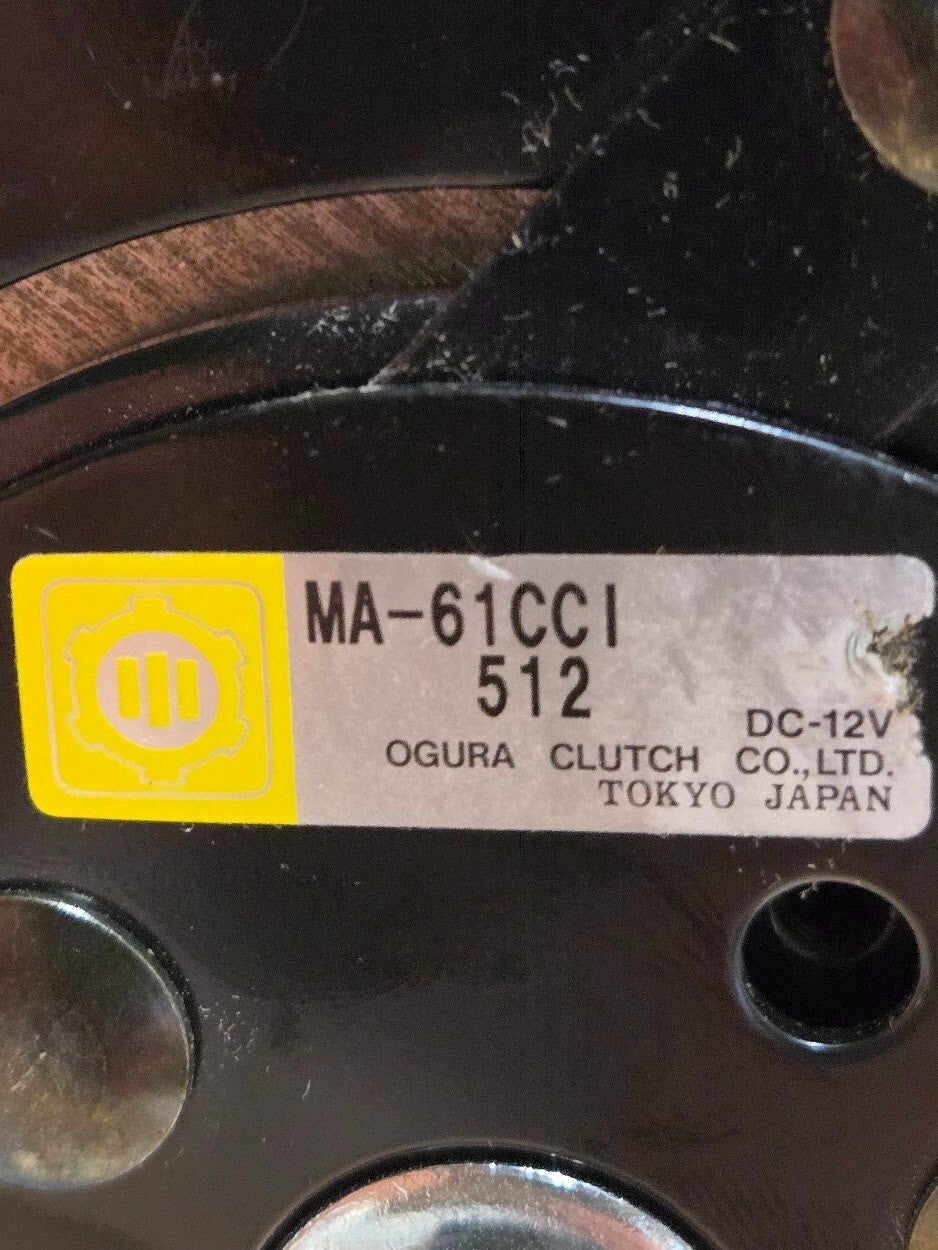 MA-61CCI
512
DC-12V
OGURA CLUTCH CO.,LTD.
TOKYO JAPAN